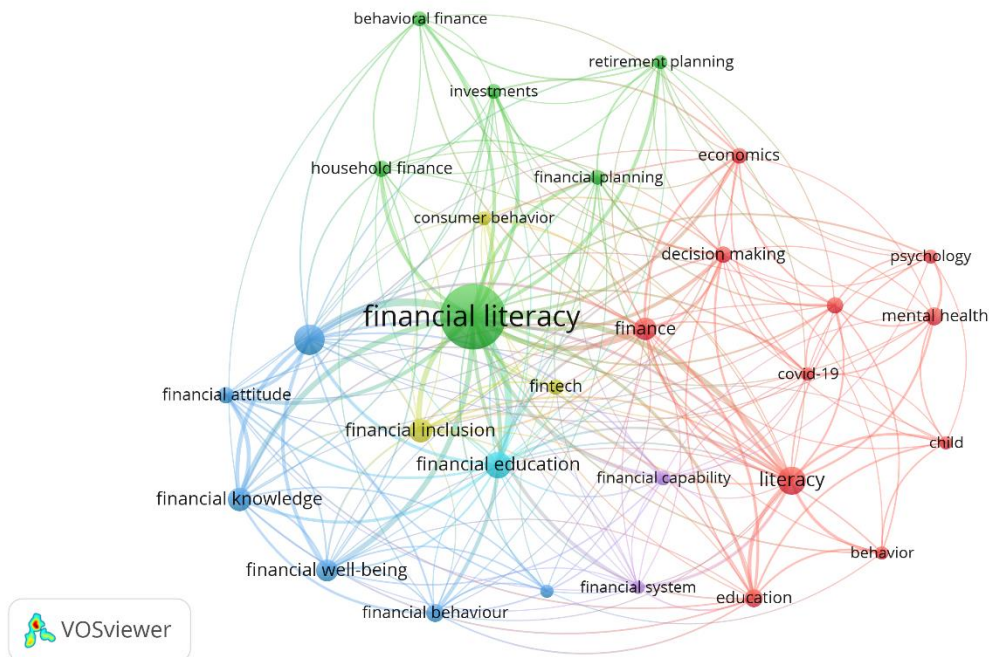 behavioral finance
retirement planning
investments
economics
household finance
financial planning
consumer behavior
decision making
psychology
financial literacy
mental health
finance
covid-19
fintech
financial attitude
financial inclusion
child
financial education
financial capability
literacy
financial knowledge
behavior
financial well-being
financial system
education
financial behaviour
VOSviewer